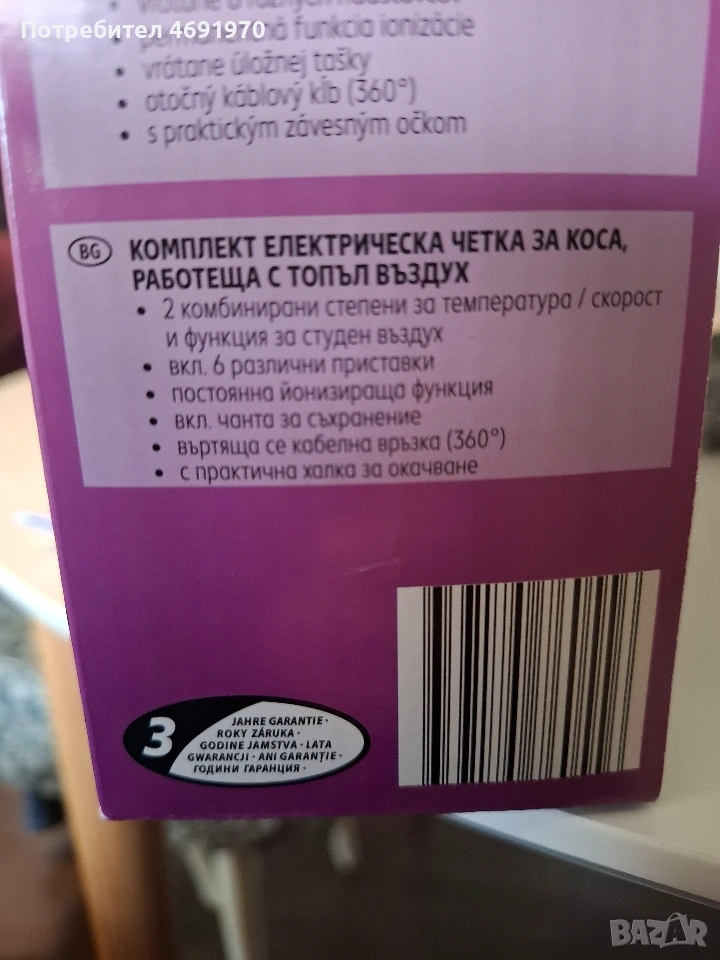 Потребител 4691970
funkcia ionizácie
• vrátane úložnej tašky
• otočný káblový kĺb (360°)
• s praktickým závesným očkom
BG КОМПЛЕКТ ЕЛЕКТРИЧЕСКА ЧЕТКА ЗА КОСА,
РАБОТЕЩА С ТОПЪЛ ВЪЗДУХ
• 2 комбинирани степени за температура / скорост
и функция за студен въздух
• вкл. 6 различни приставки
• постоянна йонизираща функция
• вкл. чанта за съхранение
• въртяща се кабелна връзка (360°)
• с практична халка за окачване
3
JAHRE GARANTIE ·
ROKY ZÁRUKA ·
GODINE JAMSTVA · LATA
GWARANCJI · ANI GARANȚIE ·
ГОДИНИ ГАРАНЦИЯ ·
BAZAR